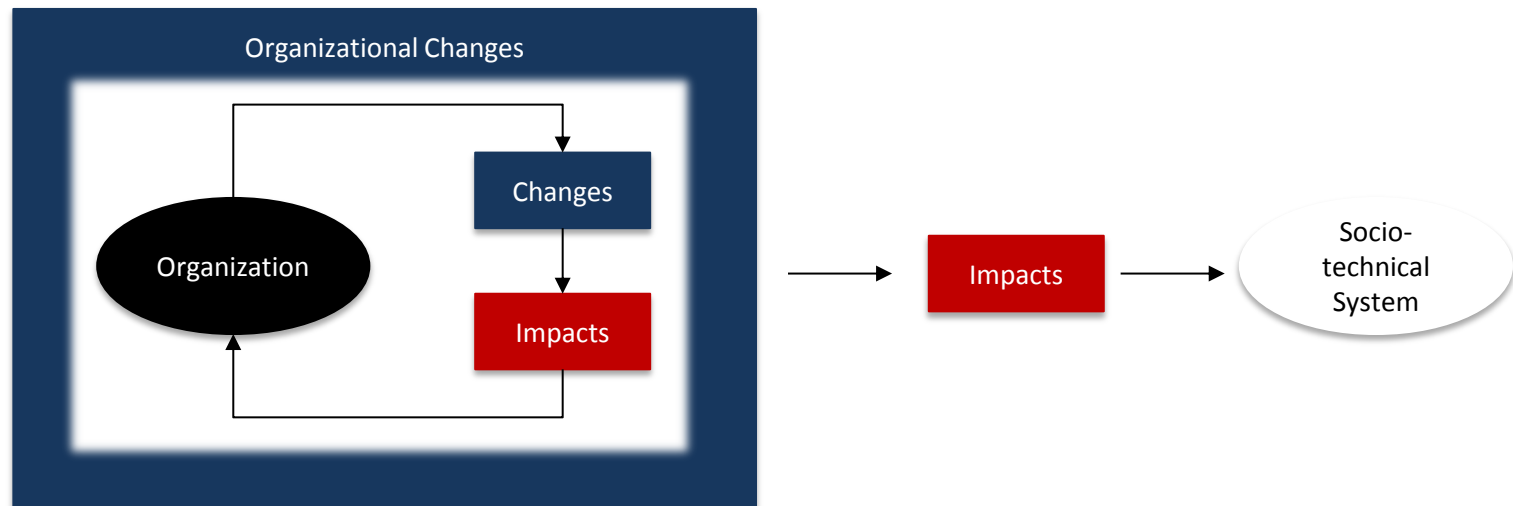 Organizational Changes
Changes
Organization
Impacts
Impacts
Socio-
technical
System